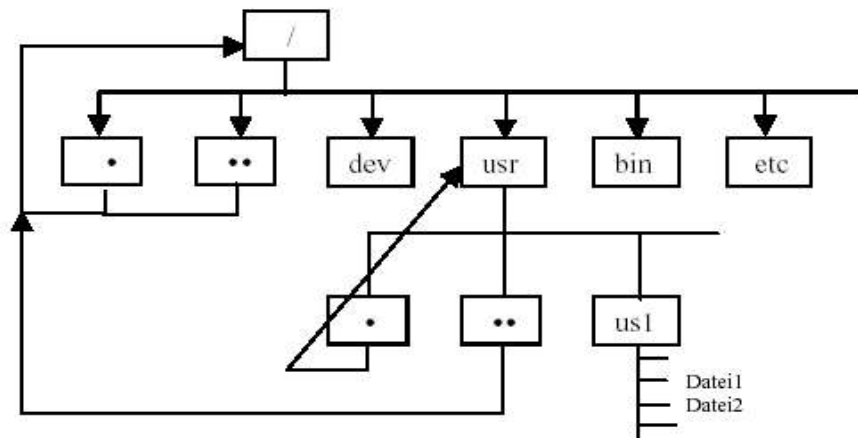 /
• •• dev usr bin etc
• •• us1
Datei1
Datei2